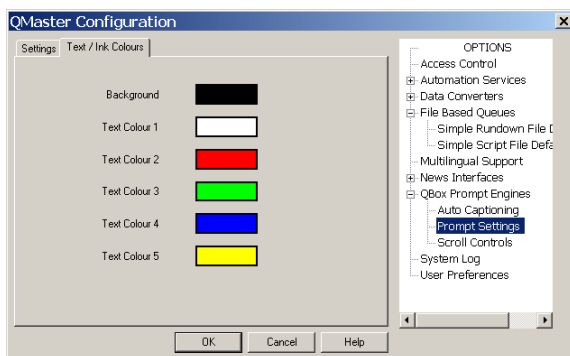 QMaster Configuration
Settings
Text / Ink Colours
Background
Text Colour 1
Text Colour 2
Text Colour 3
Text Colour 4
Text Colour 5
OPTIONS
Access Control
Automation Services
Data Converters
File Based Queues
Simple Rundown File D
Simple Script File Defa
Multilingual Support
News Interfaces
QBox Prompt Engines
Auto Captioning
Prompt Settings
Scroll Controls
System Log
User Preferences
OK
Cancel
Help